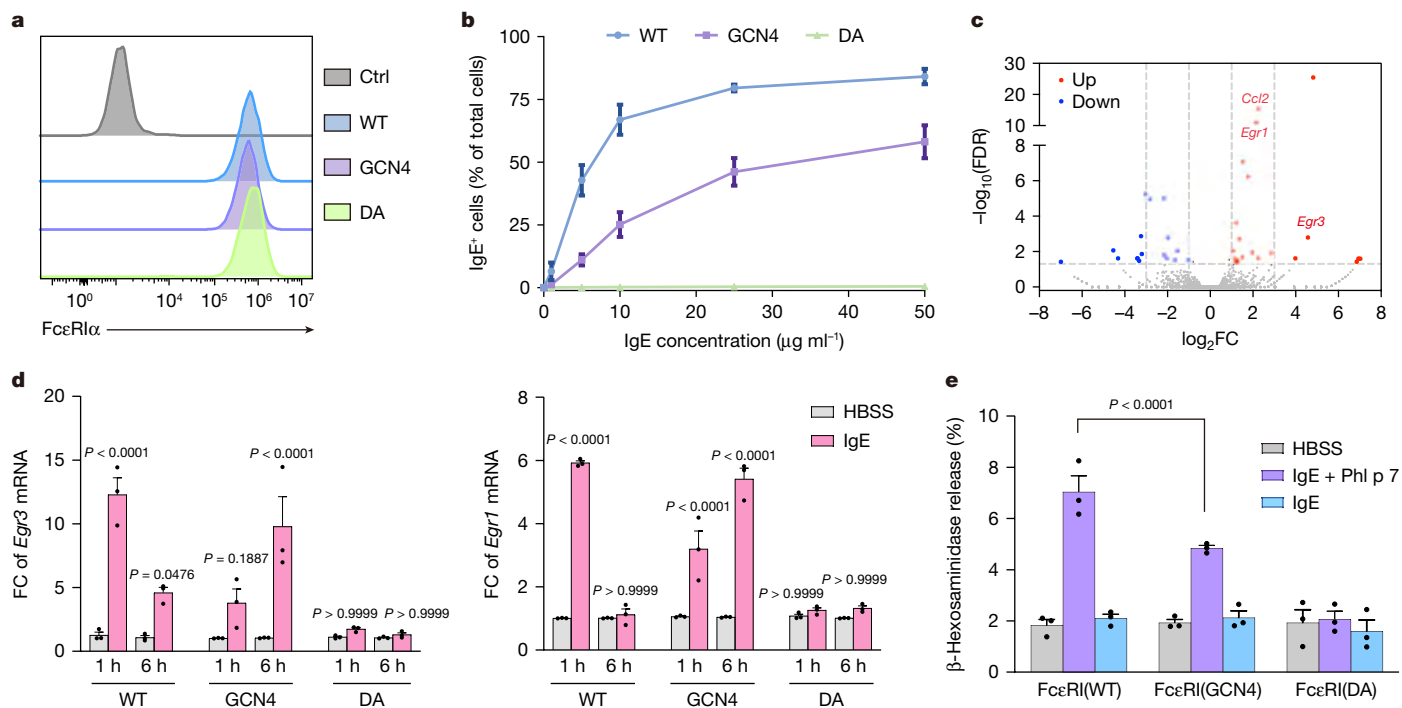 a
Ctrl
WT
GCN4
DA
10⁰ 10⁴ 10⁵ 10⁶ 10⁷
FcεRIα
b
WT GCN4 DA
IgE⁺ cells (% of total cells)
100
75
50
25
0
0 10 20 30 40 50
IgE concentration (μg ml⁻¹)
c
Up
Down
Ccl2
Egr1
Egr3
−log₁₀(FDR)
30
20
10
8
6
4
2
0
−8 −6 −4 −2 0 2 4 6 8
log₂FC
d
FC of Egr3 mRNA
20
15
10
5
0
P < 0.0001
P = 0.0476
P = 0.1887
P < 0.0001
P > 0.9999
P > 0.9999
1 h 6 h 1 h 6 h 1 h 6 h
WT GCN4 DA
FC of Egr1 mRNA
8
6
4
2
0
HBSS
IgE
P < 0.0001
P > 0.9999
P < 0.0001
P < 0.0001
P > 0.9999
P > 0.9999
1 h 6 h 1 h 6 h 1 h 6 h
WT GCN4 DA
e
β-Hexosaminidase release (%)
10
8
6
4
2
0
P < 0.0001
HBSS
IgE + Phl p 7
IgE
FcεRI(WT) FcεRI(GCN4) FcεRI(DA)